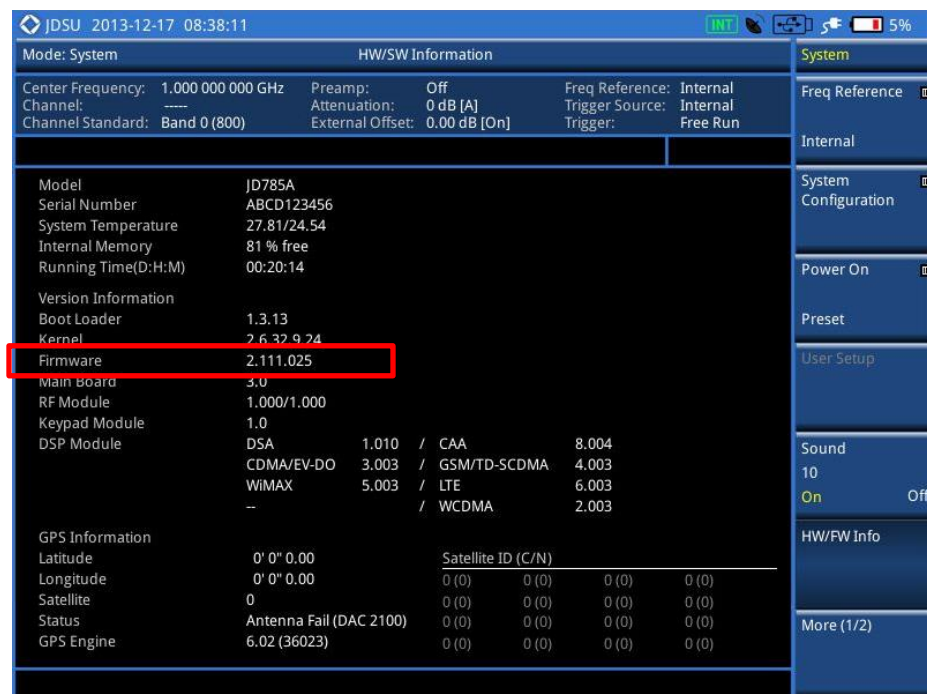 JDSU 2013-12-17 08:38:11 INT 5%
Mode: System HW/SW Information System
Center Frequency: 1.000 000 000 GHz Preamp: Off Freq Reference: Internal
Channel: ----- Attenuation: 0 dB [A] Trigger Source: Internal
Channel Standard: Band 0 (800) External Offset: 0.00 dB [On] Trigger: Free Run
Freq Reference
Internal
System
Configuration
Power On
Preset
User Setup
Sound
10
On Off
HW/FW Info
More (1/2)
Model JD785A
Serial Number ABCD123456
System Temperature 27.81/24.54
Internal Memory 81 % free
Running Time(D:H:M) 00:20:14
Version Information
Boot Loader 1.3.13
Kernel 2.6.32.9.24
Firmware 2.111.025
Main Board 3.0
RF Module 1.000/1.000
Keypad Module 1.0
DSP Module DSA 1.010 / CAA 8.004
CDMA/EV-DO 3.003 / GSM/TD-SCDMA 4.003
WiMAX 5.003 / LTE 6.003
-- / WCDMA 2.003
GPS Information
Latitude 0' 0" 0.00 Satellite ID (C/N)
Longitude 0' 0" 0.00 0 (0) 0 (0) 0 (0) 0 (0)
Satellite 0 0 (0) 0 (0) 0 (0) 0 (0)
Status Antenna Fail (DAC 2100) 0 (0) 0 (0) 0 (0) 0 (0)
GPS Engine 6.02 (36023) 0 (0) 0 (0) 0 (0) 0 (0)